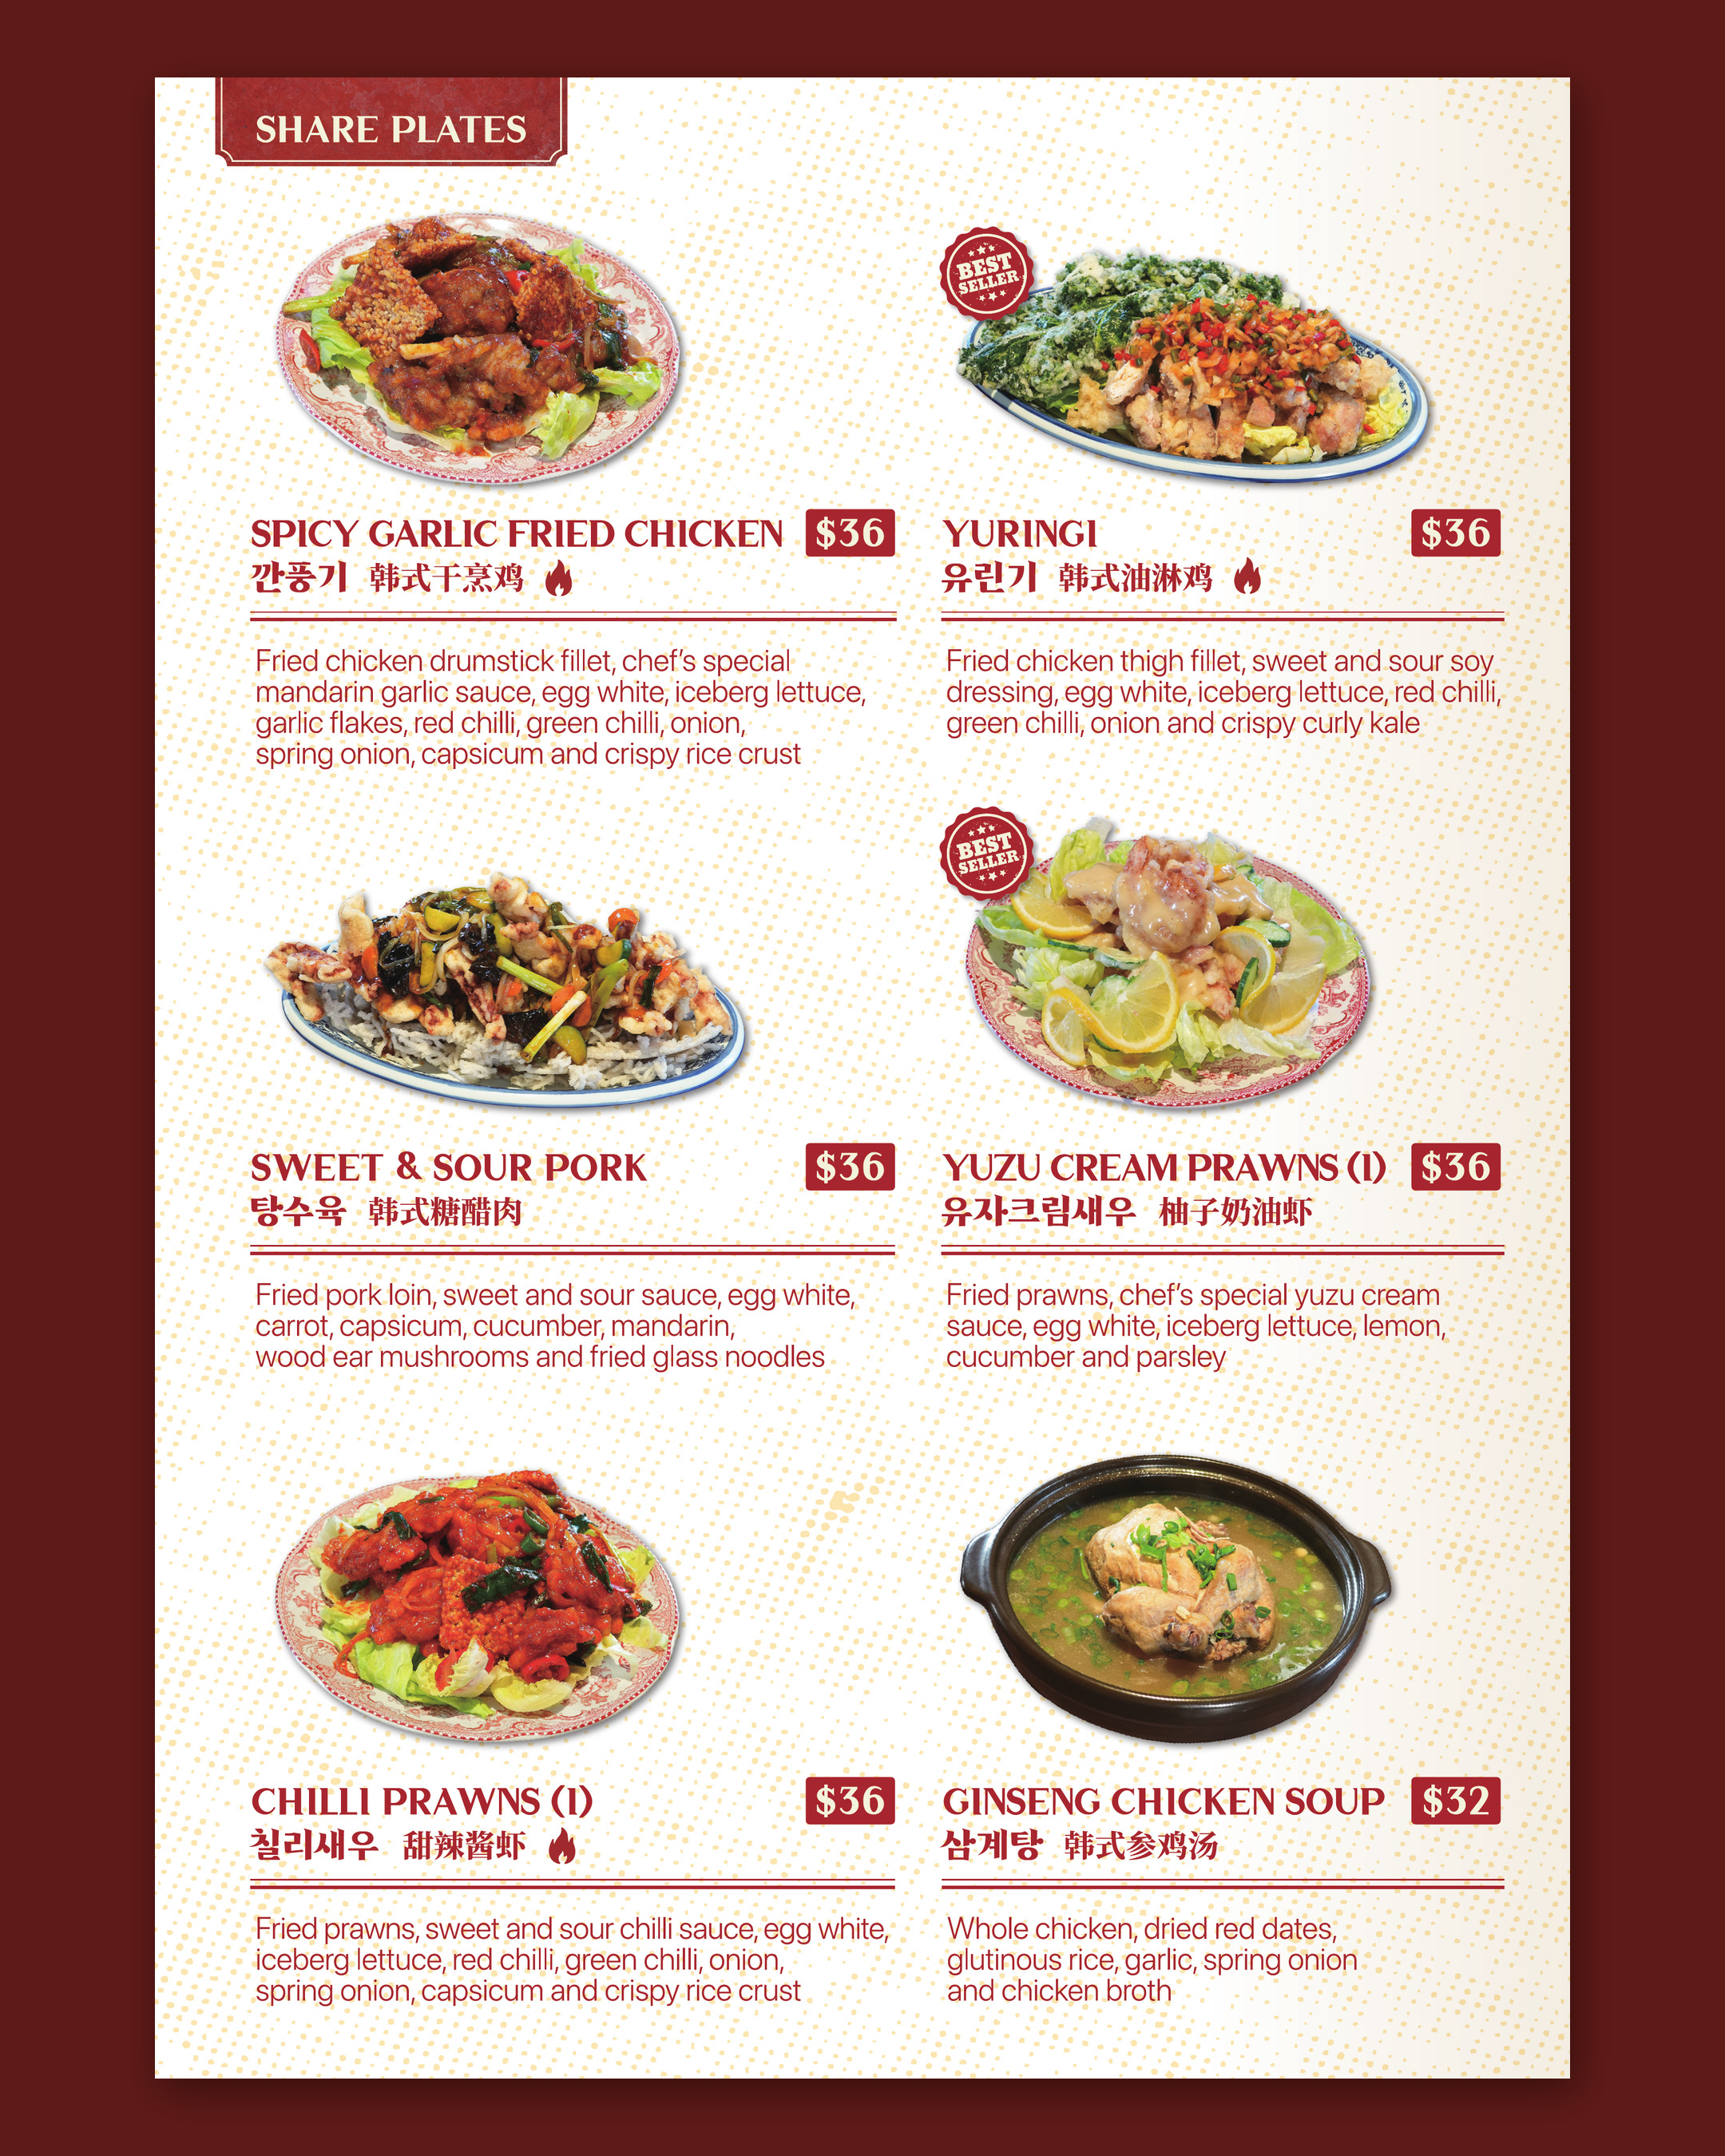 SHARE PLATES
BEST
SELLER
SPICY GARLIC FRIED CHICKEN $36
깐풍기 韩式干烹鸡
Fried chicken drumstick fillet, chef's special
mandarin garlic sauce, egg white, iceberg lettuce,
garlic flakes, red chilli, green chilli, onion,
spring onion, capsicum and crispy rice crust
YURINGI $36
유린기 韩式油淋鸡
Fried chicken thigh fillet, sweet and sour soy
dressing, egg white, iceberg lettuce, red chilli,
green chilli, onion and crispy curly kale
BEST
SELLER
SWEET & SOUR PORK $36
탕수육 韩式糖醋肉
Fried pork loin, sweet and sour sauce, egg white,
carrot, capsicum, cucumber, mandarin,
wood ear mushrooms and fried glass noodles
YUZU CREAM PRAWNS (I) $36
유자크림새우 柚子奶油虾
Fried prawns, chef's special yuzu cream
sauce, egg white, iceberg lettuce, lemon,
cucumber and parsley
CHILLI PRAWNS (I) $36
칠리새우 甜辣酱虾
Fried prawns, sweet and sour chilli sauce, egg white,
iceberg lettuce, red chilli, green chilli, onion,
spring onion, capsicum and crispy rice crust
GINSENG CHICKEN SOUP $32
삼계탕 韩式参鸡汤
Whole chicken, dried red dates,
glutinous rice, garlic, spring onion
and chicken broth